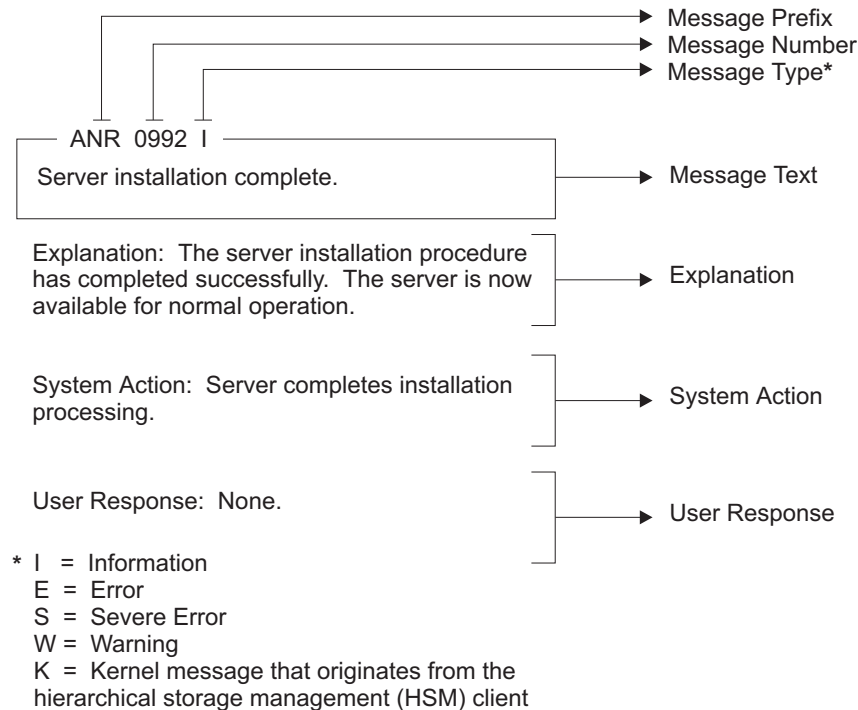 Message Prefix
Message Number
Message Type*
ANR 0992 I
Server installation complete.
Message Text
Explanation: The server installation procedure
has completed successfully. The server is now
available for normal operation.
Explanation
System Action: Server completes installation
processing.
System Action
User Response: None.
User Response
* I = Information
E = Error
S = Severe Error
W = Warning
K = Kernel message that originates from the
hierarchical storage management (HSM) client